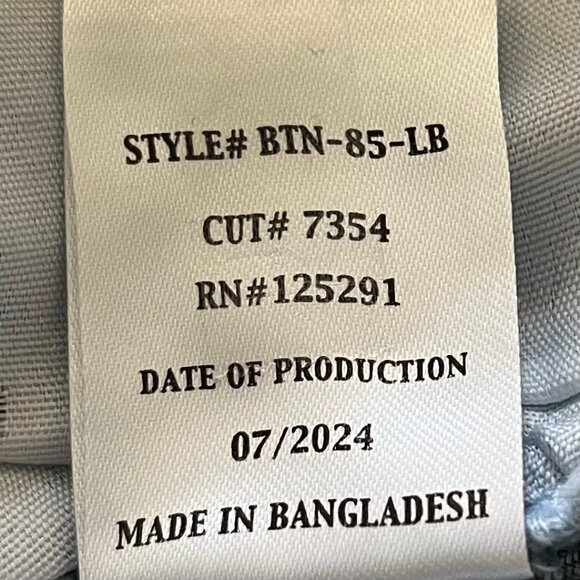 STYLE# BTN-85-LB
CUT# 7354
RN#125291
DATE OF PRODUCTION
07/2024
MADE IN BANGLADESH